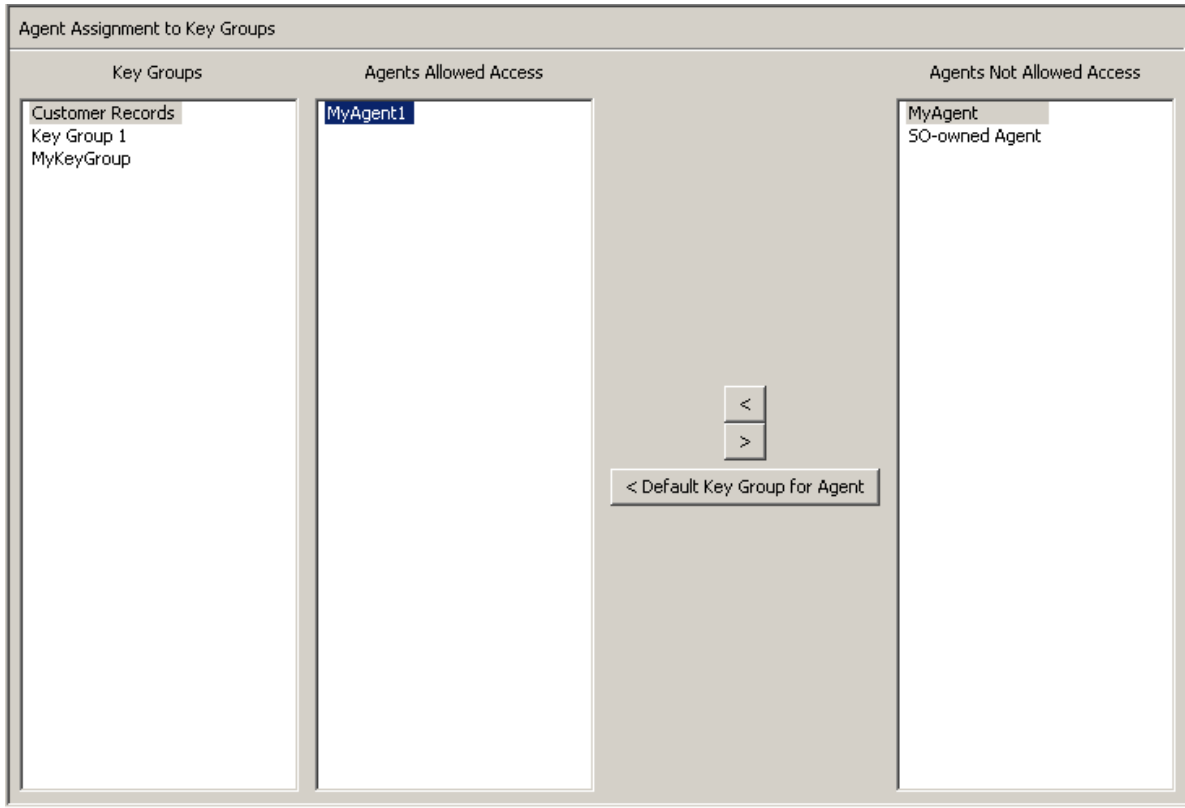 Agent Assignment to Key Groups
Key Groups
Customer Records
Key Group 1
MyKeyGroup
Agents Allowed Access
MyAgent1
<
>
< Default Key Group for Agent
Agents Not Allowed Access
MyAgent
SO-owned Agent